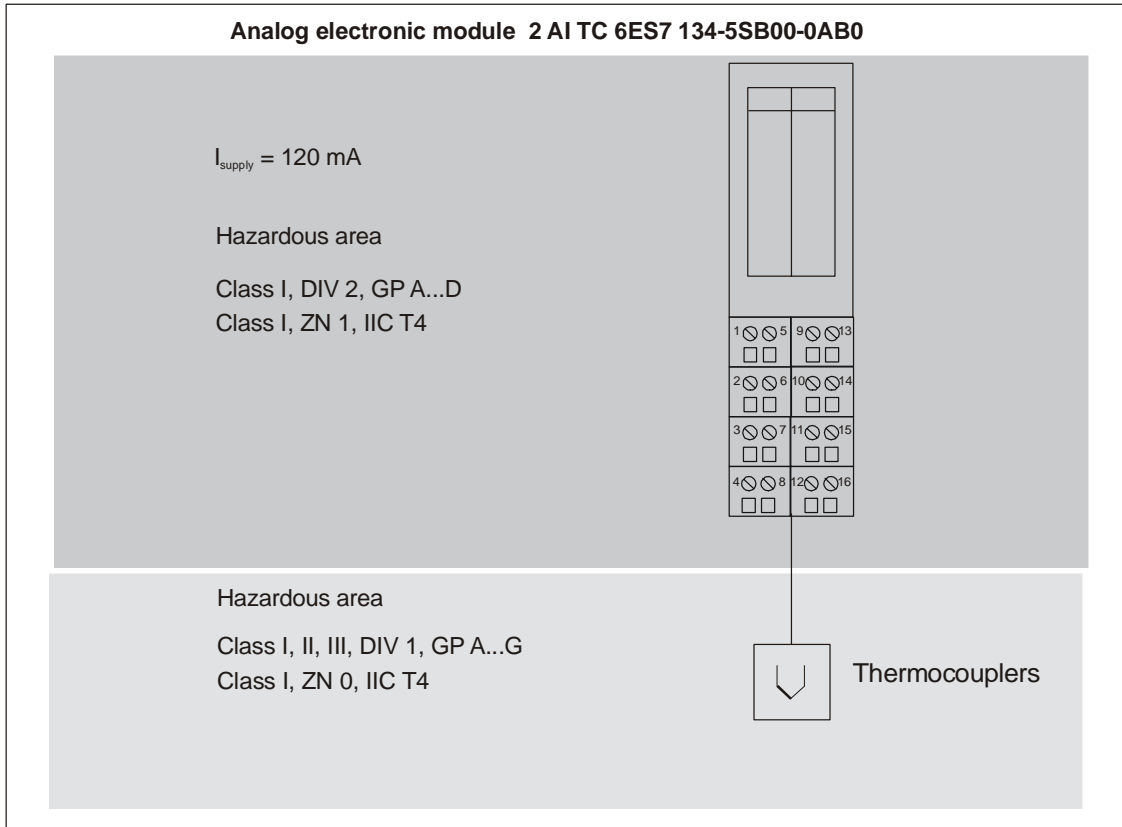 Analog electronic module 2 AI TC 6ES7 134-5SB00-0AB0
Isupply = 120 mA
Hazardous area
Class I, DIV 2, GP A...D
Class I, ZN 1, IIC T4
1 5 9 13
2 6 10 14
3 7 11 15
4 8 12 16
Hazardous area
Class I, II, III, DIV 1, GP A...G
Class I, ZN 0, IIC T4
Thermocouplers